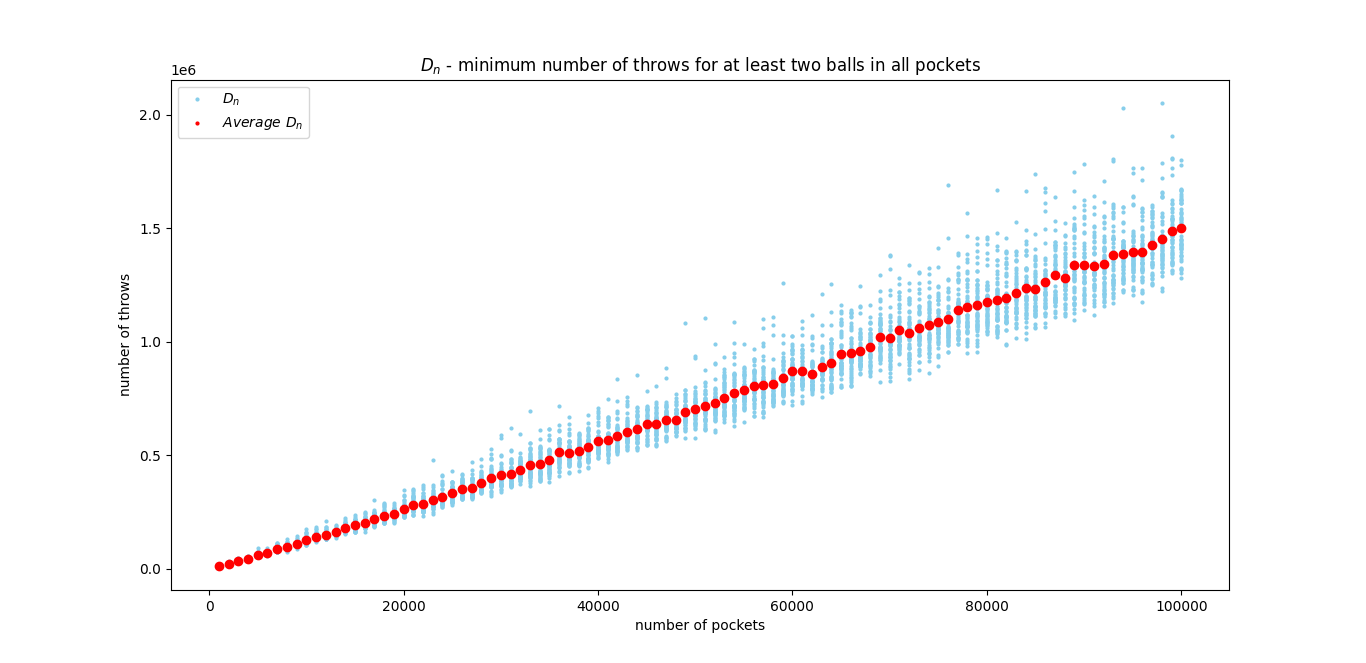 D_n - minimum number of throws for at least two balls in all pockets
1e6
D_n
Average D_n
2.0
1.5
1.0
0.5
0.0
number of throws
0 20000 40000 60000 80000 100000
number of pockets